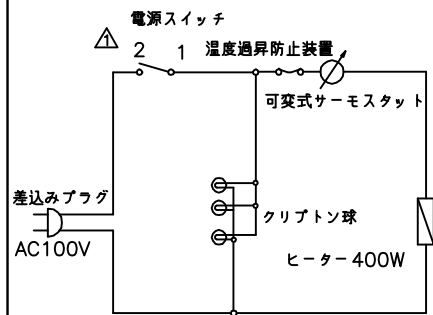 電源スイッチ
1
2 1
温度過昇防止装置
可変式サーモスタット
差込みプラグ
AC100V
クリプトン球
ヒーター400W